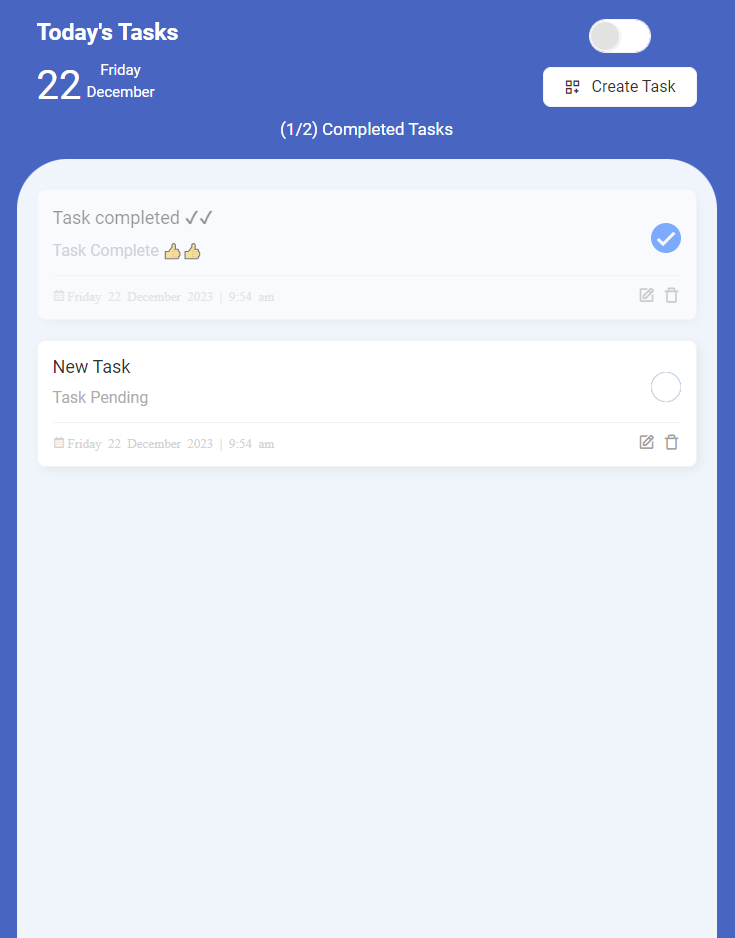 Today's Tasks
22
Friday
December
Create Task
(1/2) Completed Tasks
Task completed ✓✓
Task Complete 👍👍
Friday 22 December 2023 | 9:54 am
New Task
Task Pending
Friday 22 December 2023 | 9:54 am